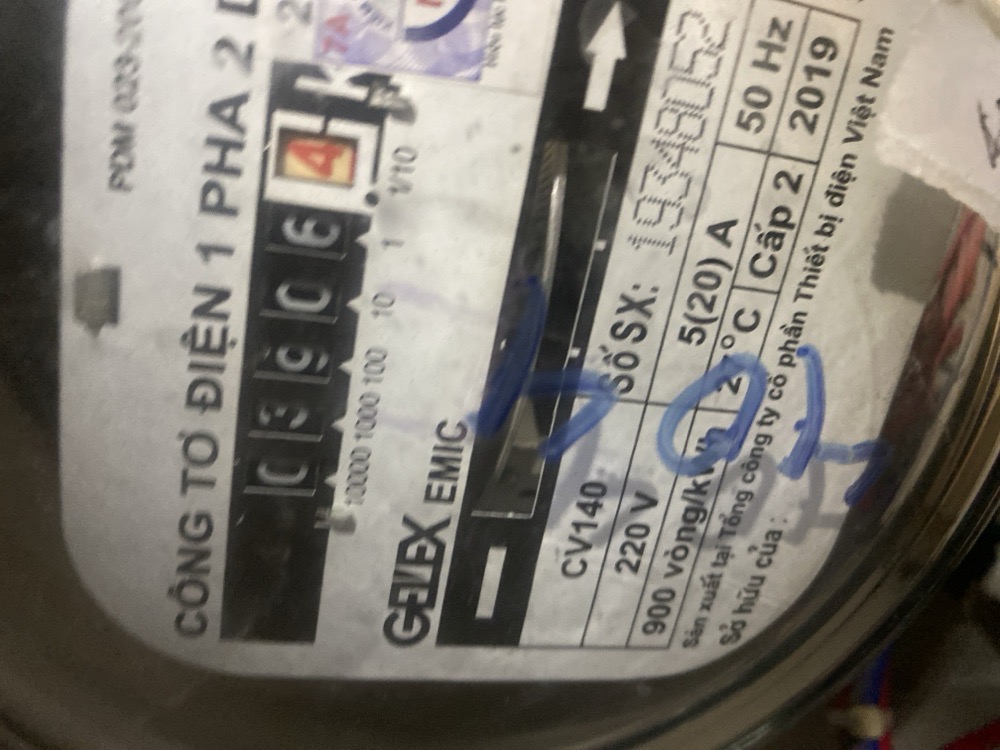 CÔNG TƠ ĐIỆN 1 PHA 2
0 3 9 0 6 4
10000 1000 100 10 1 1/10
GELEX EMIC
CV140 Số SX: 19348052
220 V 5(20) A 50 Hz
900 vòng/kWh °C Cấp 2 2019
Sản xuất tại Tổng công ty cổ phần Thiết bị điện Việt Nam
Sở hữu của :